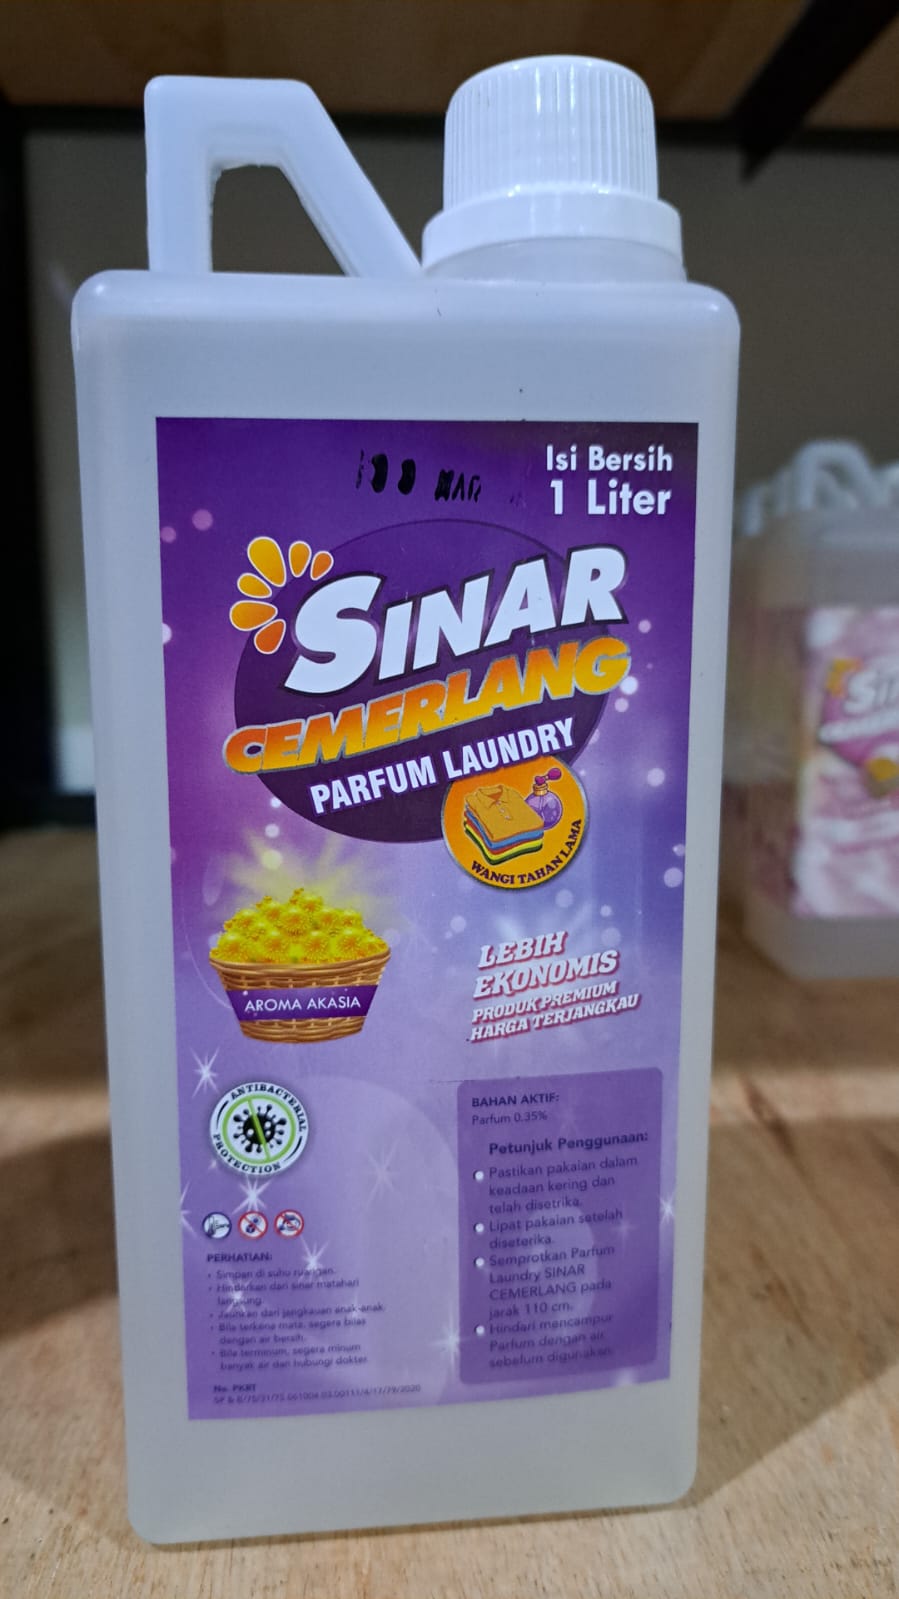 Isi Bersih
1 Liter
SINAR
CEMERLANG
PARFUM LAUNDRY
WANGI TAHAN LAMA
LEBIH
EKONOMIS
PRODUK PREMIUM
HARGA TERJANGKAU
AROMA AKASIA
ANTIBACTERIAL
PROTECTION
BAHAN AKTIF:
Parfum 0.35%
Petunjuk Penggunaan:
Pastikan pakaian dalam
keadaan kering dan
telah disetrika.
Lipat pakaian setelah
diseterika.
Semprotkan Parfum
Laundry SINAR
CEMERLANG pada
jarak 110 cm.
Hindari mencampur
Parfum dengan air
sebelum digunakan.
PERHATIAN:
• Simpan di suhu ruangan.
• Hindarkan dari sinar matahari
langsung.
• Jauhkan dari jangkauan anak-anak.
• Bila terkena mata, segera bilas
dengan air bersih.
• Bila terminum, segera minum
banyak air dan hubungi dokter.
No. PKRT